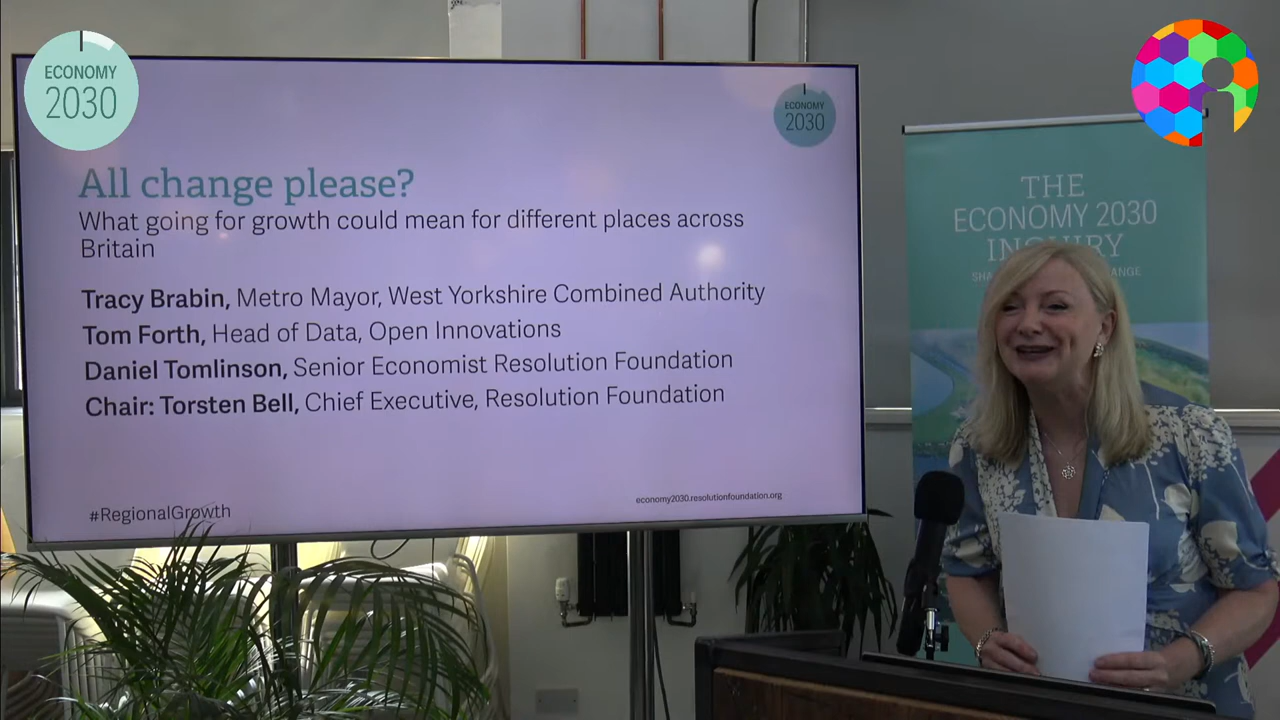 ECONOMY
2030
ECONOMY
2030
All change please?
What going for growth could mean for different places across
Britain
Tracy Brabin, Metro Mayor, West Yorkshire Combined Authority
Tom Forth, Head of Data, Open Innovations
Daniel Tomlinson, Senior Economist Resolution Foundation
Chair: Torsten Bell, Chief Executive, Resolution Foundation
#RegionalGrowth
economy2030.resolutionfoundation.org
THE
ECONOMY 2030
INQUIRY